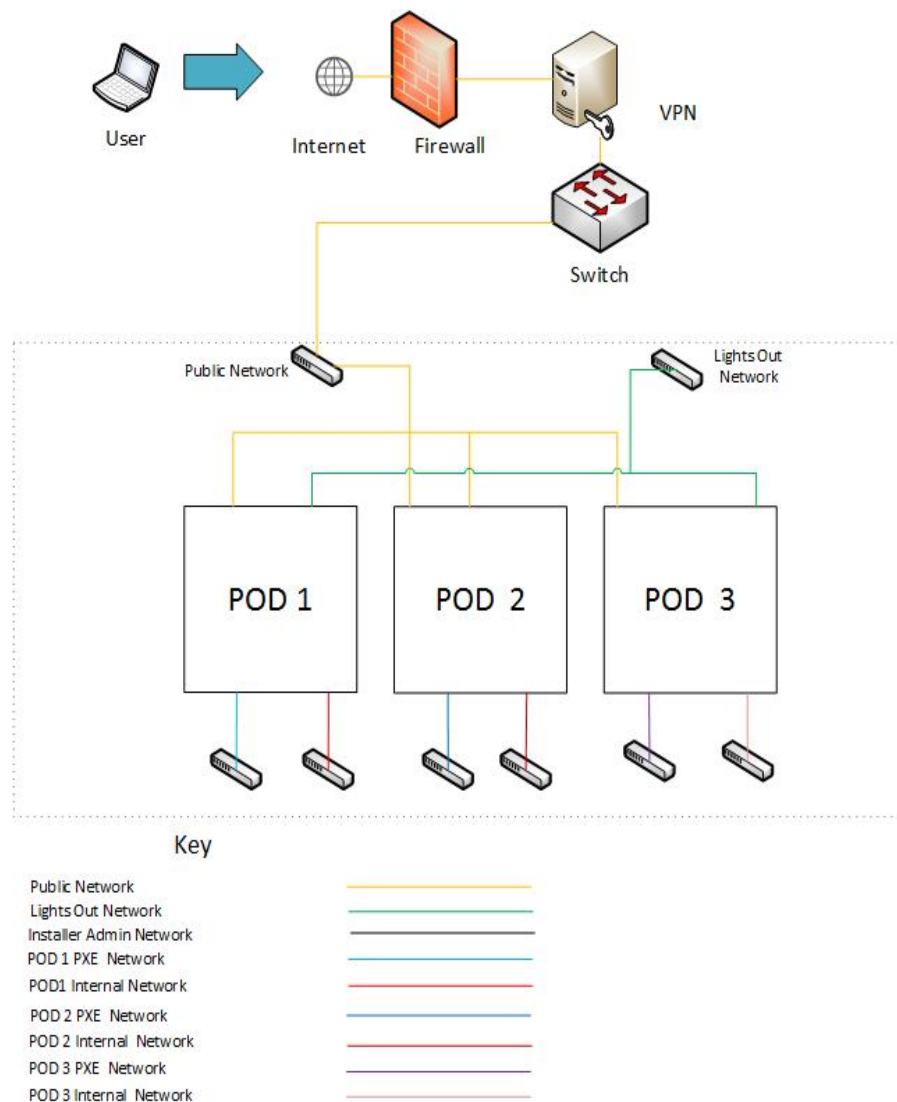 User
Internet
Firewall
VPN
Switch
Public Network
Lights Out
Network
POD 1
POD 2
POD 3
Key
Public Network
Lights Out Network
Installer Admin Network
POD 1 PXE Network
POD1 Internal Network
POD 2 PXE Network
POD 2 Internal Network
POD 3 PXE Network
POD 3 Internal Network